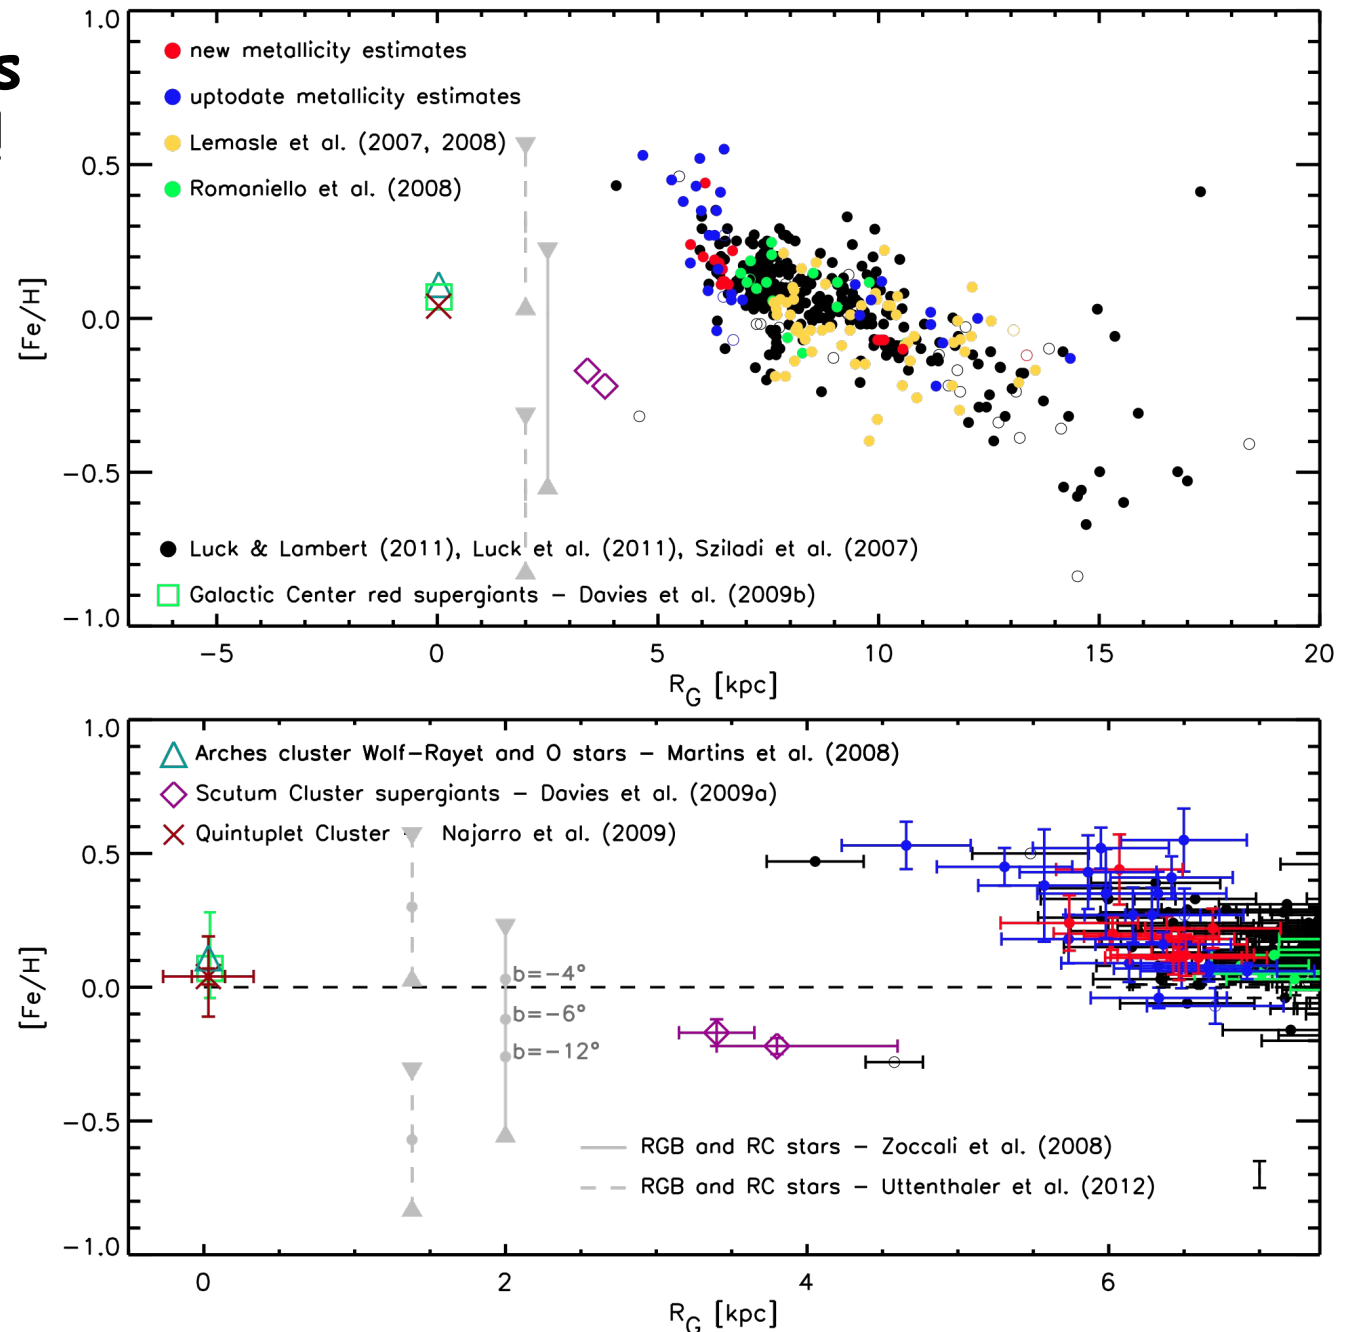 s
1.0
new metallicity estimates
uptodate metallicity estimates
Lemasle et al. (2007, 2008)
0.5
Romaniello et al. (2008)
[Fe/H]
0.0
−0.5
Luck & Lambert (2011), Luck et al. (2011), Sziladi et al. (2007)
Galactic Center red supergiants − Davies et al. (2009b)
−1.0
−5 0 5 10 15 20
R_G [kpc]
1.0
Arches cluster Wolf−Rayet and O stars − Martins et al. (2008)
Scutum Cluster supergiants − Davies et al. (2009a)
Quintuplet Cluster − Najarro et al. (2009)
0.5
[Fe/H]
b=−4°
0.0
b=−6°
b=−12°
−0.5
RGB and RC stars − Zoccali et al. (2008)
RGB and RC stars − Uttenthaler et al. (2012)
−1.0
0 2 4 6
R_G [kpc]